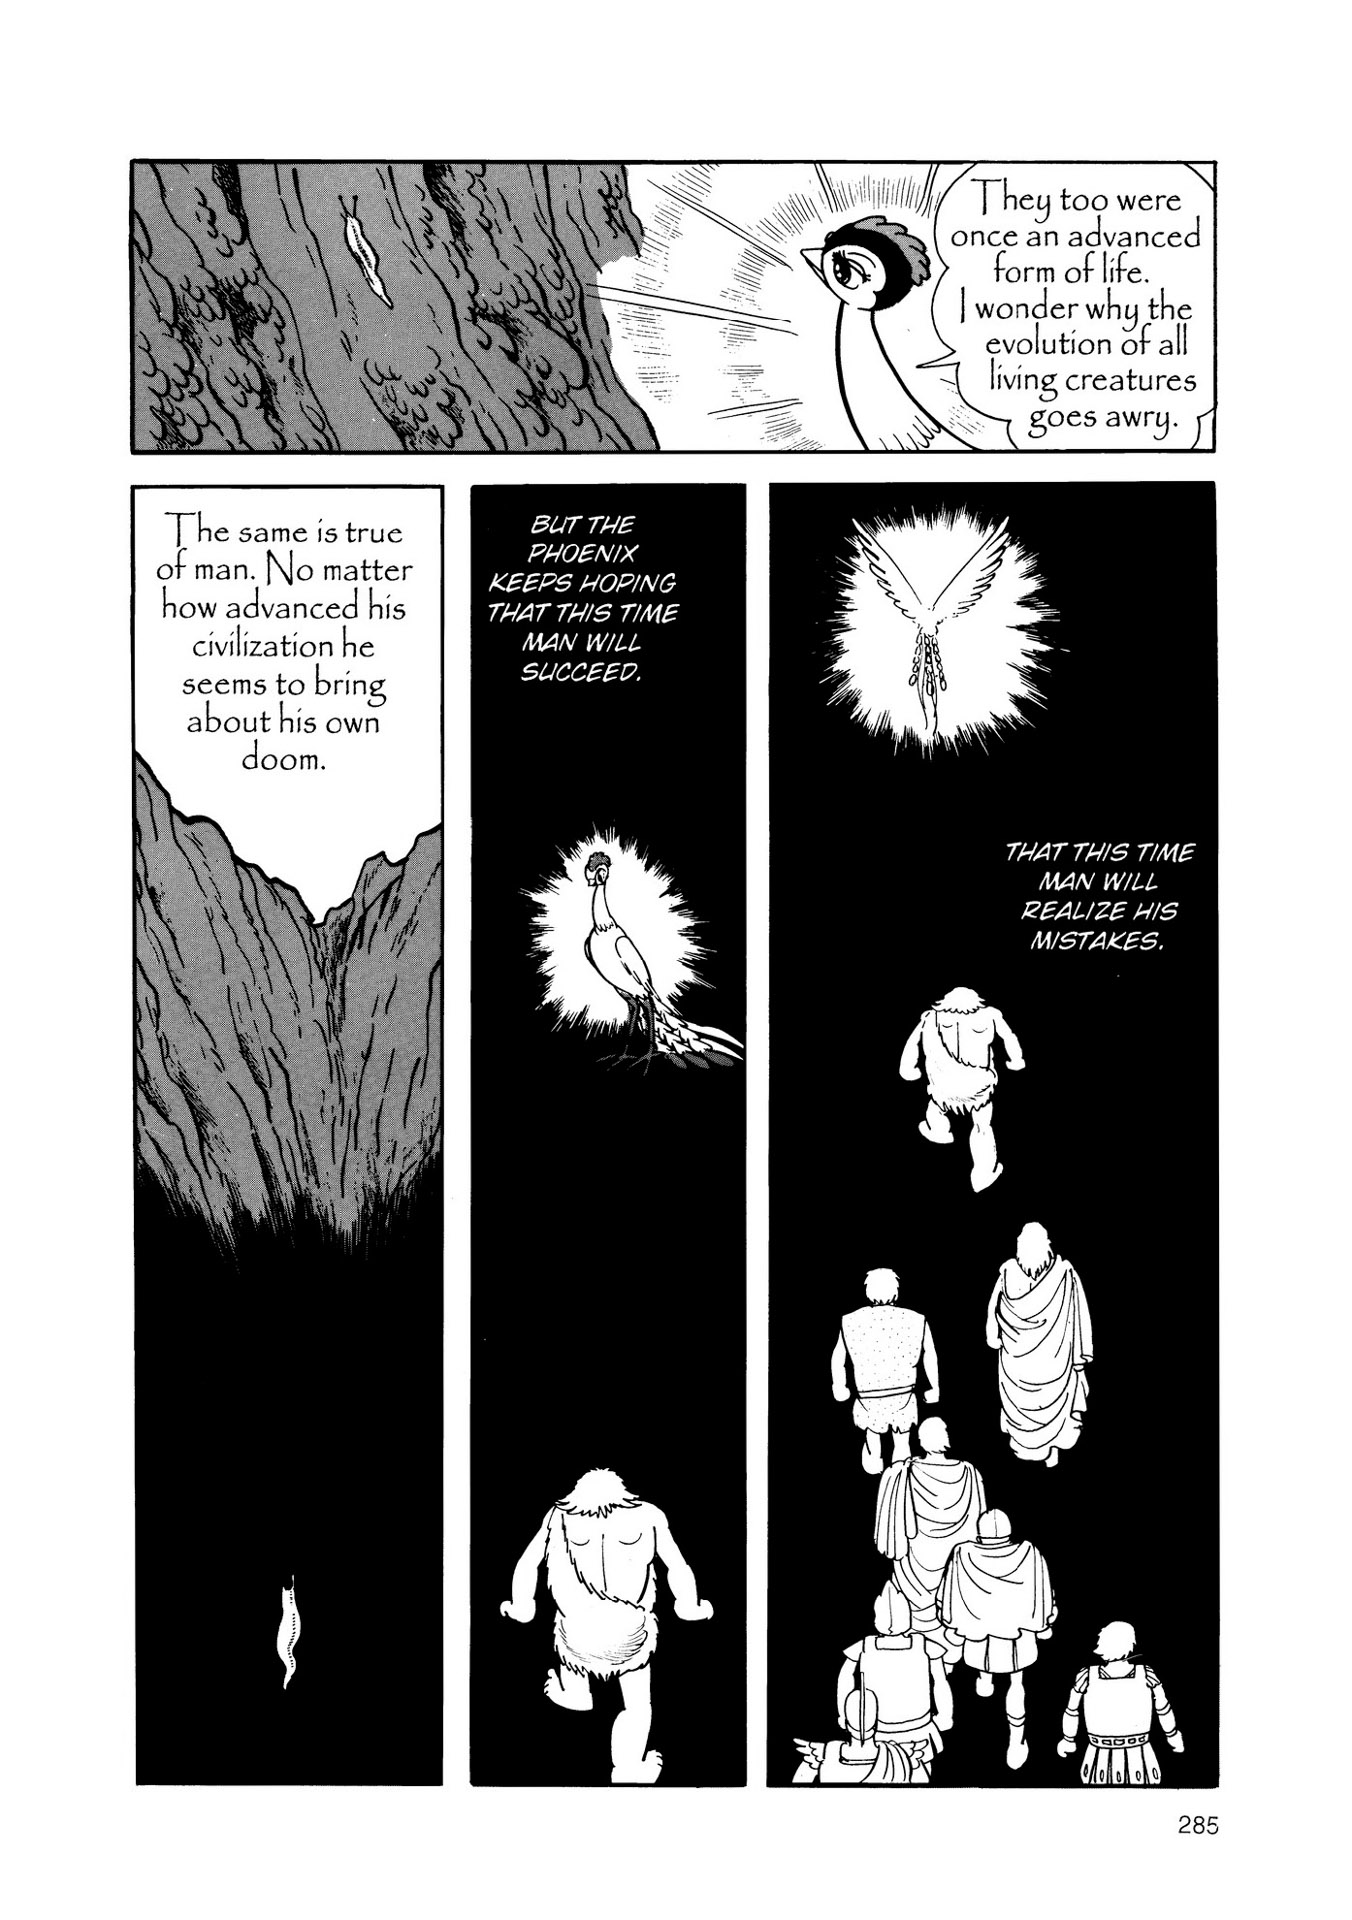 They too were
once an advanced
form of life.
I wonder why the
evolution of all
living creatures
goes awry.
The same is true
of man. No matter
how advanced his
civilization he
seems to bring
about his own
doom.
BUT THE
PHOENIX
KEEPS HOPING
THAT THIS TIME
MAN WILL
SUCCEED.
THAT THIS TIME
MAN WILL
REALIZE HIS
MISTAKES.
285